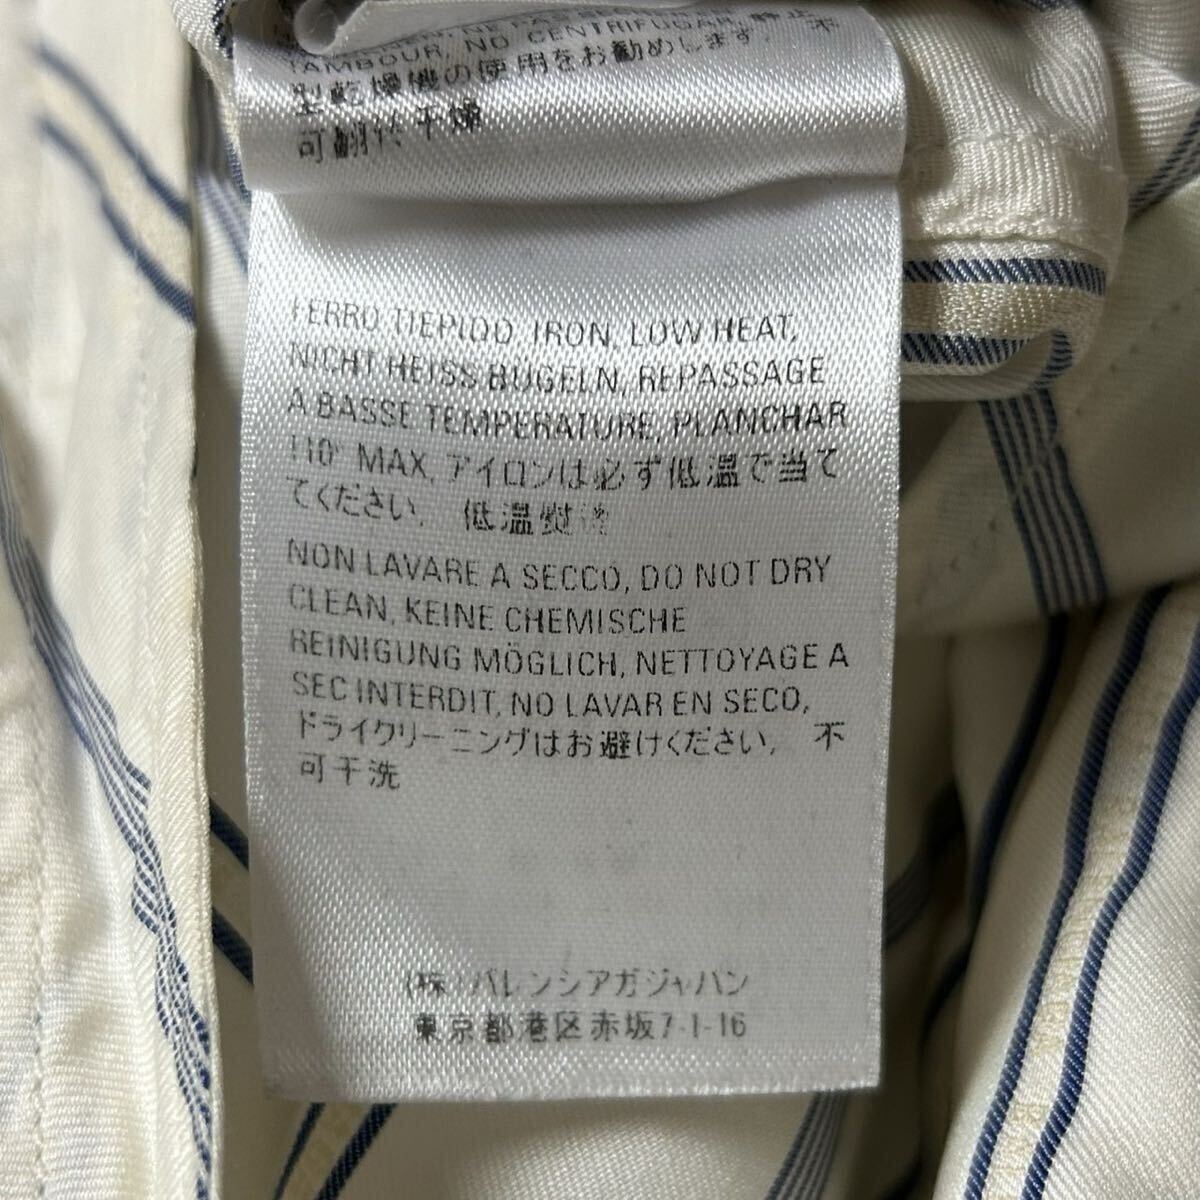 TAMBOUR, NO CENTRIFUGAR, 静止
型乾燥機の使用をお勧めします. 不
可翻转干燥
FERRO TIEPIDO, IRON, LOW HEAT,
NICHT HEISS BÜGELN, REPASSAGE
A BASSE TEMPERATURE, PLANCHAR
110° MAX, アイロンは必ず低温で当て
てください. 低温熨
NON LAVARE A SECCO, DO NOT DRY
CLEAN, KEINE CHEMISCHE
REINIGUNG MÖGLICH, NETTOYAGE A
SEC INTERDIT, NO LAVAR EN SECO,
ドライクリーニングはお避けください. 不
可干洗
(株)バレンシアガジャパン
東京都港区赤坂7-1-16